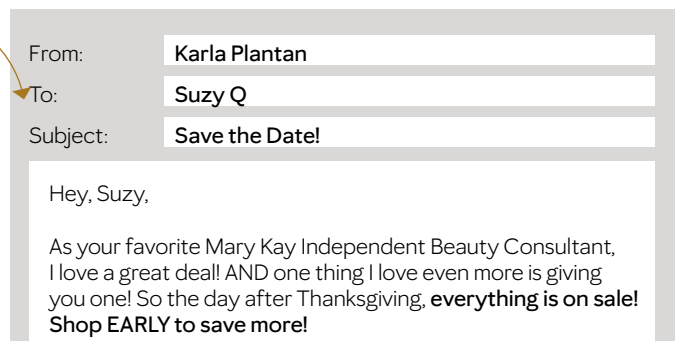 From: Karla Plantan
To: Suzy Q
Subject: Save the Date!
Hey, Suzy,
As your favorite Mary Kay Independent Beauty Consultant,
I love a great deal! AND one thing I love even more is giving
you one! So the day after Thanksgiving, everything is on sale!
Shop EARLY to save more!